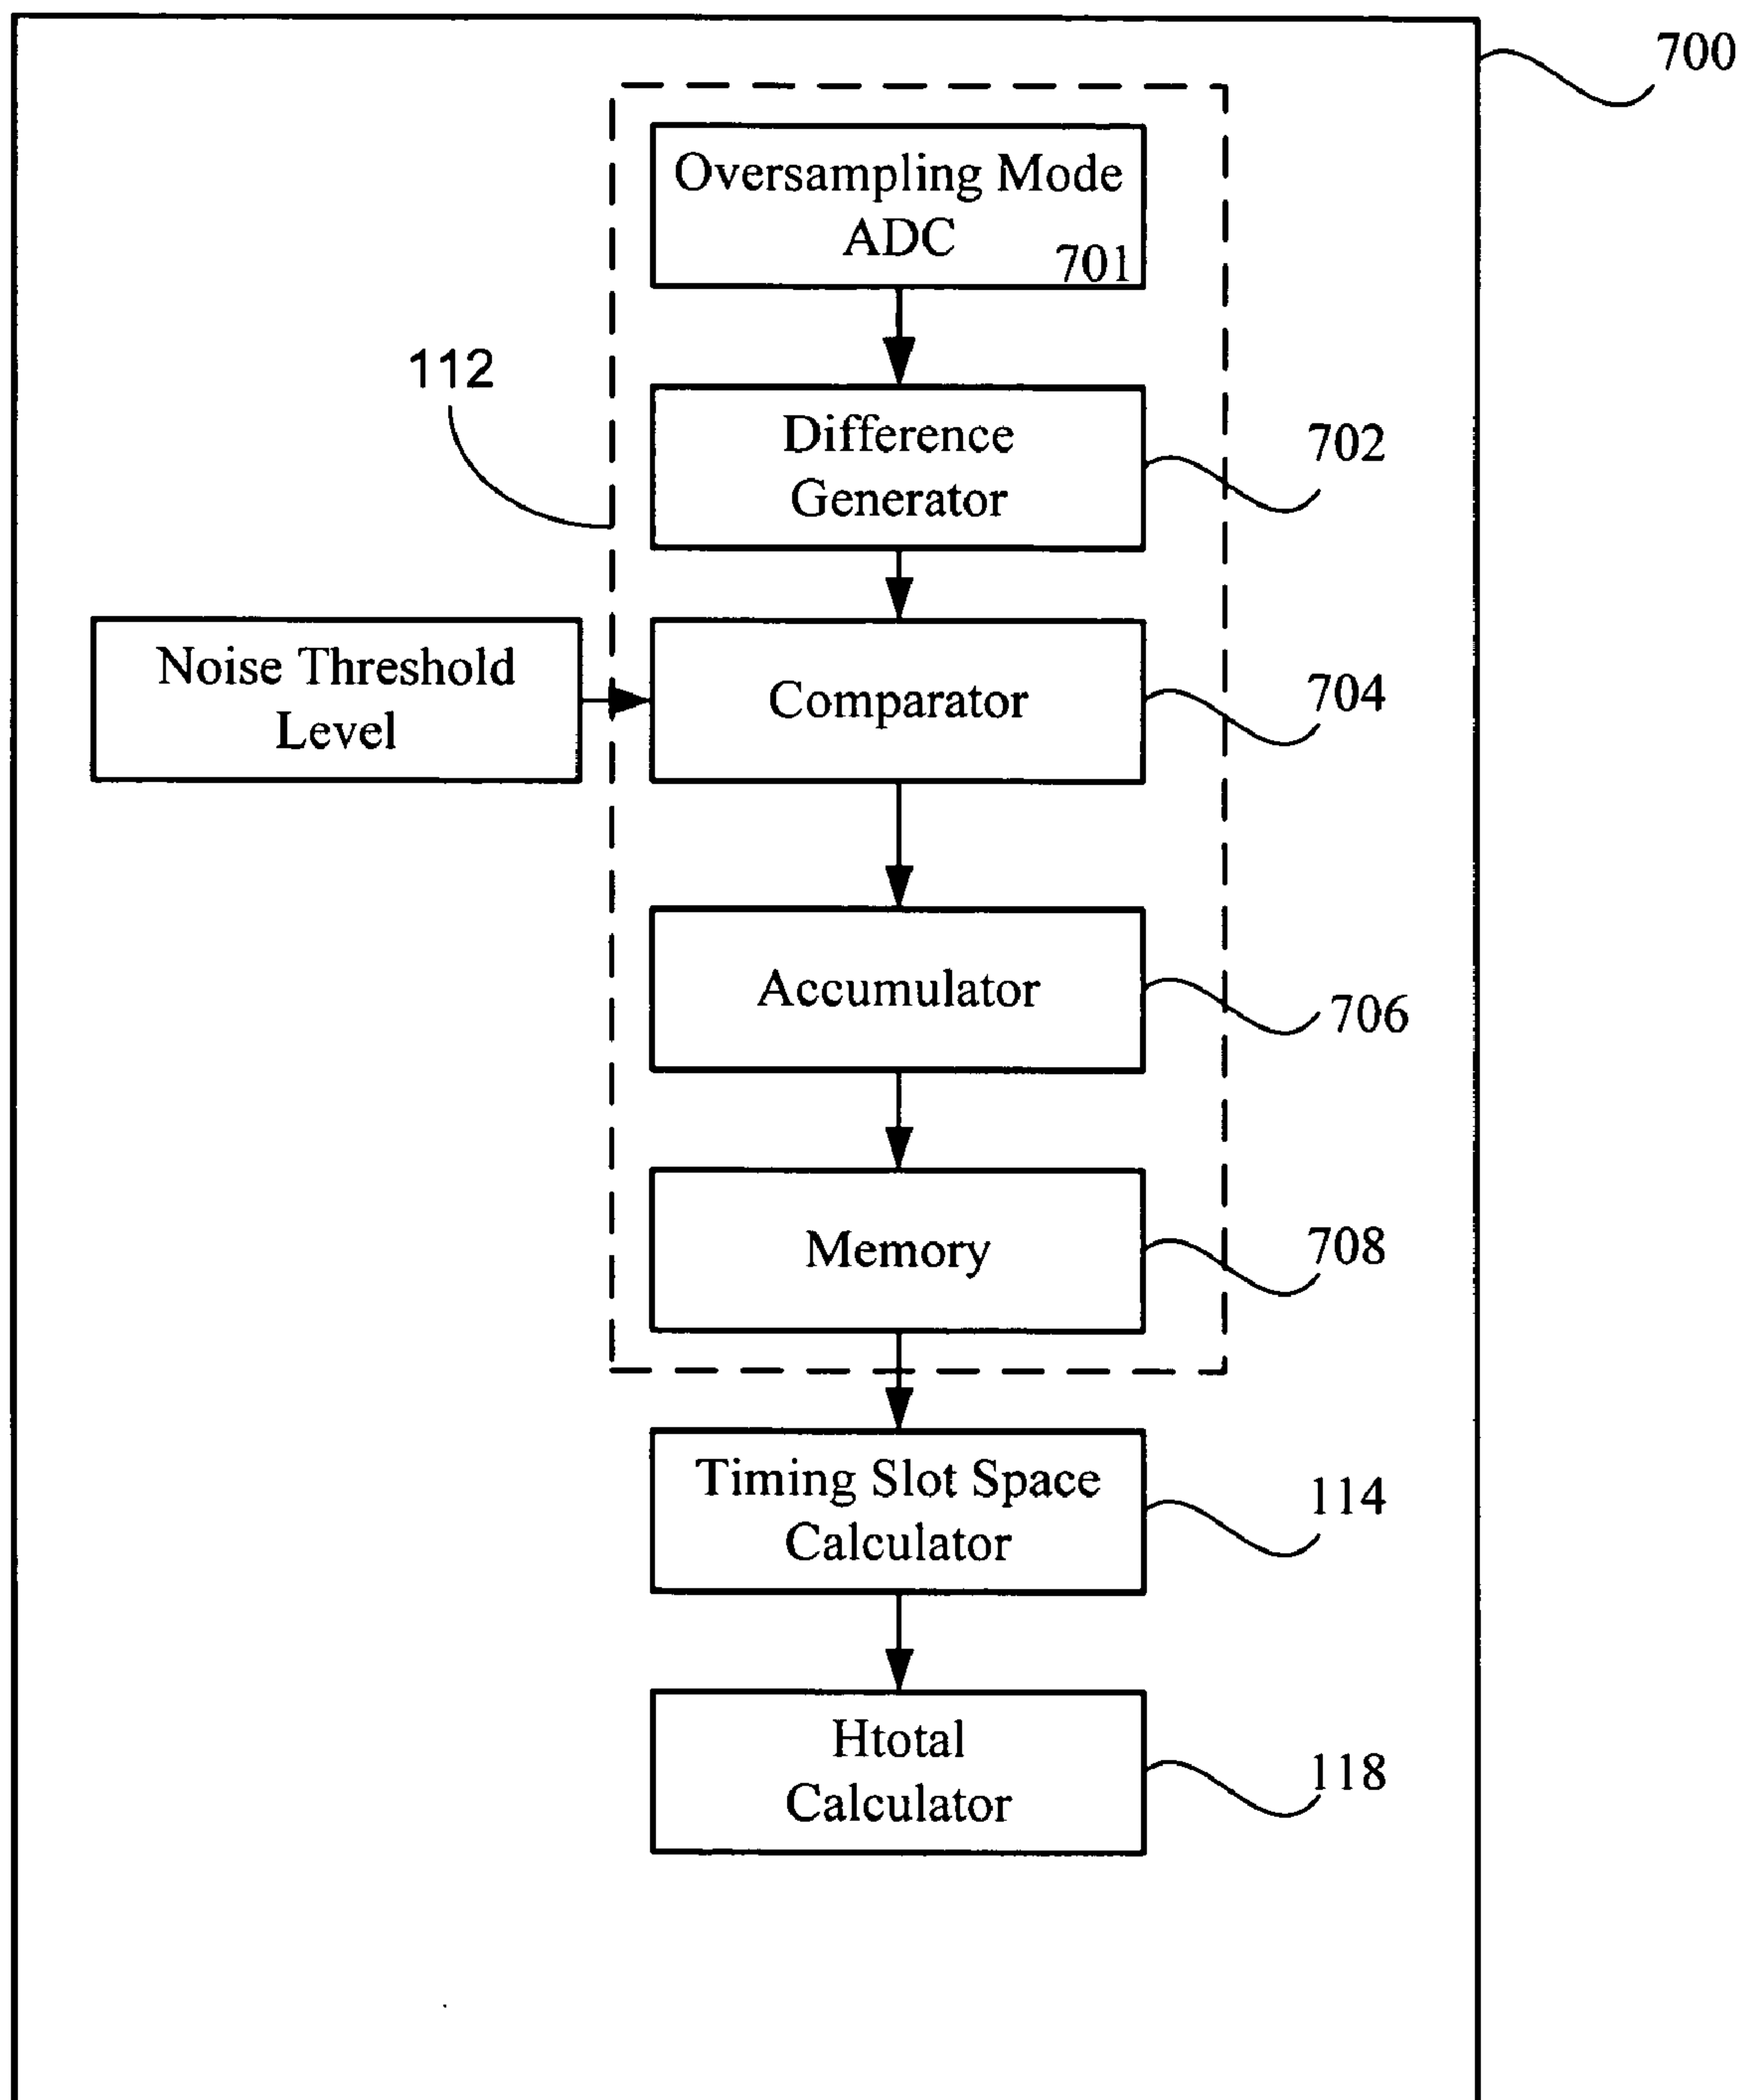 700
Oversampling Mode
ADC
701
112
Difference
Generator
702
Noise Threshold
Level
Comparator
704
Accumulator
706
Memory
708
Timing Slot Space
Calculator
114
Htotal
Calculator
118